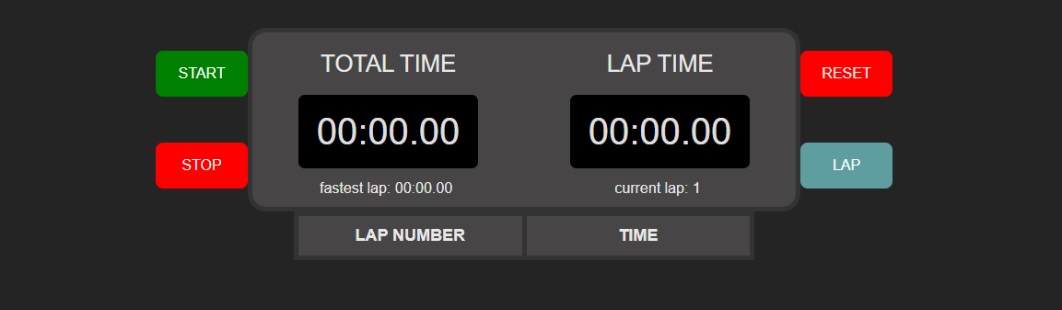 START
TOTAL TIME
LAP TIME
RESET
00:00.00
00:00.00
STOP
LAP
fastest lap: 00:00.00
current lap: 1
LAP NUMBER
TIME